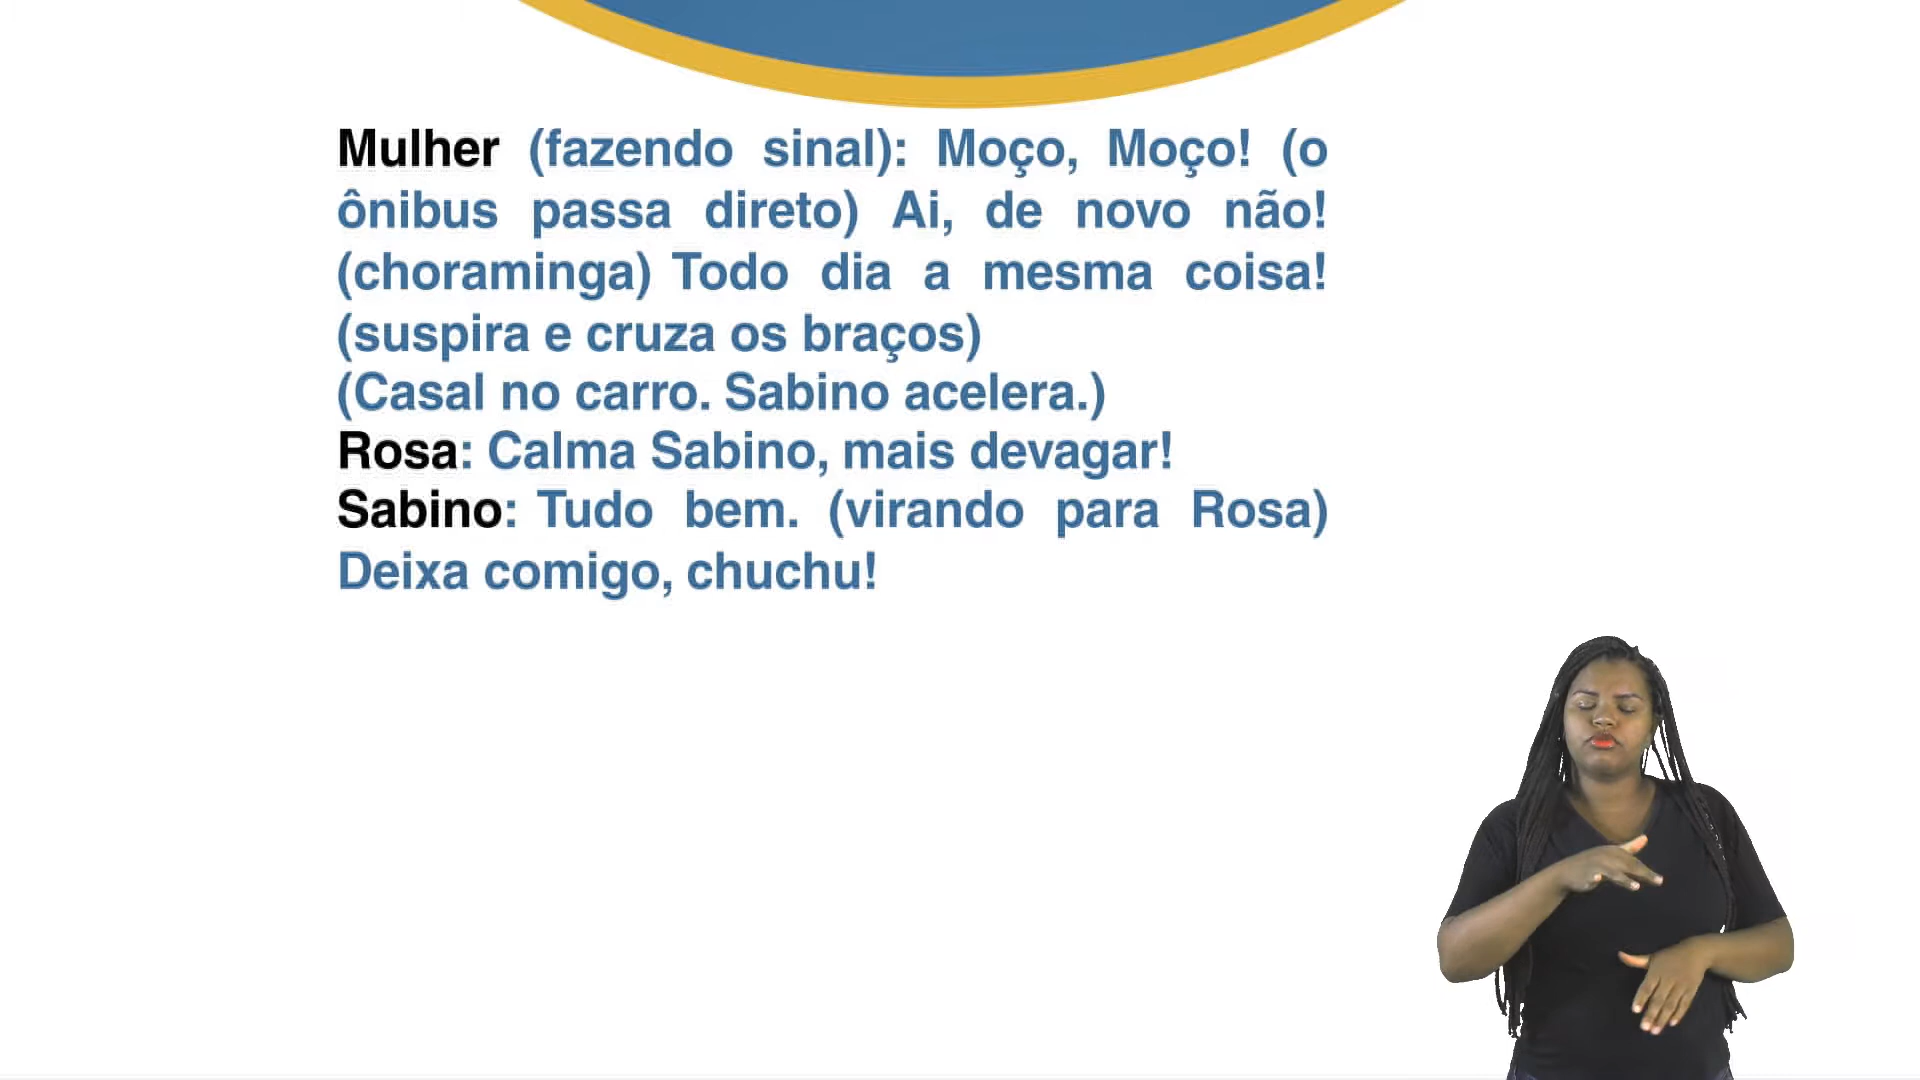 Mulher (fazendo sinal): Moço, Moço! (o
ônibus passa direto) Ai, de novo não!
(choraminga) Todo dia a mesma coisa!
(suspira e cruza os braços)
(Casal no carro. Sabino acelera.)
Rosa: Calma Sabino, mais devagar!
Sabino: Tudo bem. (virando para Rosa)
Deixa comigo, chuchu!